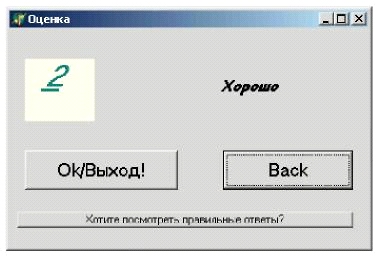 Оценка
2
Хорошо
Ok/Выход!
Back
Хотите посмотреть правильные ответы?